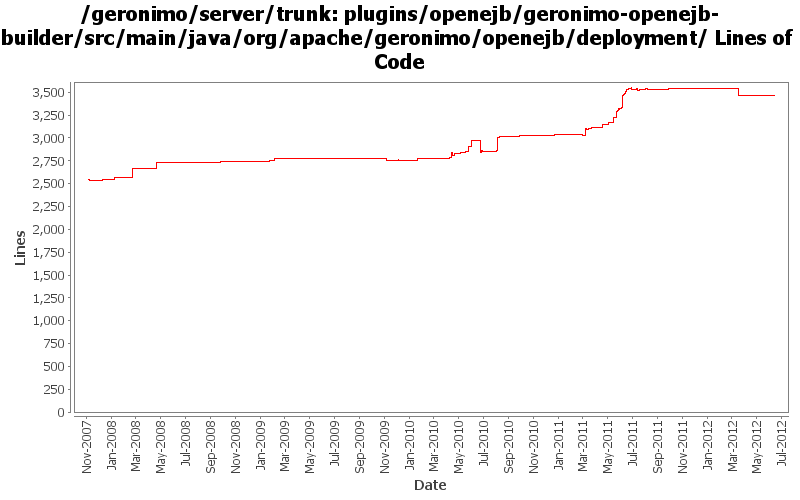 /geronimo/server/trunk: plugins/openejb/geronimo-openejb-
builder/src/main/java/org/apache/geronimo/openejb/deployment/ Lines of
Code
3,500
3,250
3,000
2,750
2,500
2,250
2,000
1,750
1,500
1,250
1,000
750
500
250
0
Lines
Nov-2007
Jan-2008
Mar-2008
May-2008
Jul-2008
Sep-2008
Nov-2008
Jan-2009
Mar-2009
May-2009
Jul-2009
Sep-2009
Nov-2009
Jan-2010
Mar-2010
May-2010
Jul-2010
Sep-2010
Nov-2010
Jan-2011
Mar-2011
May-2011
Jul-2011
Sep-2011
Nov-2011
Jan-2012
Mar-2012
May-2012
Jul-2012
Date